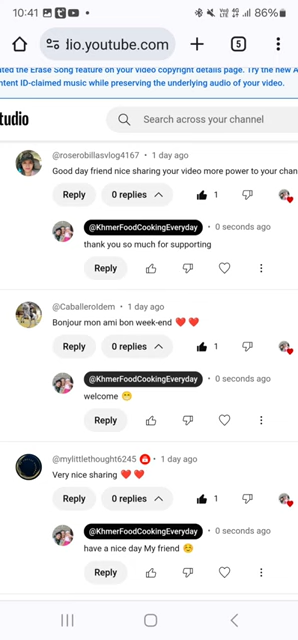 10:41
86%
dio.youtube.com
5
ted the Erase Song feature on your video copyright details page. Try the new A
ntent ID-claimed music while preserving the underlying audio of your video.
tudio
Search across your channel
@roserobillasvlog4167 • 1 day ago
Good day friend nice sharing your video more power to your chan
Reply 0 replies 1
@KhmerFoodCookingEveryday • 0 seconds ago
thank you so much for supporting
Reply
@CaballeroIdem • 1 day ago
Bonjour mon ami bon week-end ❤️ ❤️
Reply 0 replies 1
@KhmerFoodCookingEveryday • 0 seconds ago
welcome 😁
Reply
@mylittlethought6245 • 1 day ago
Very nice sharing ❤️ ❤️
Reply 0 replies 1
@KhmerFoodCookingEveryday • 0 seconds ago
have a nice day My friend ☺️
Reply